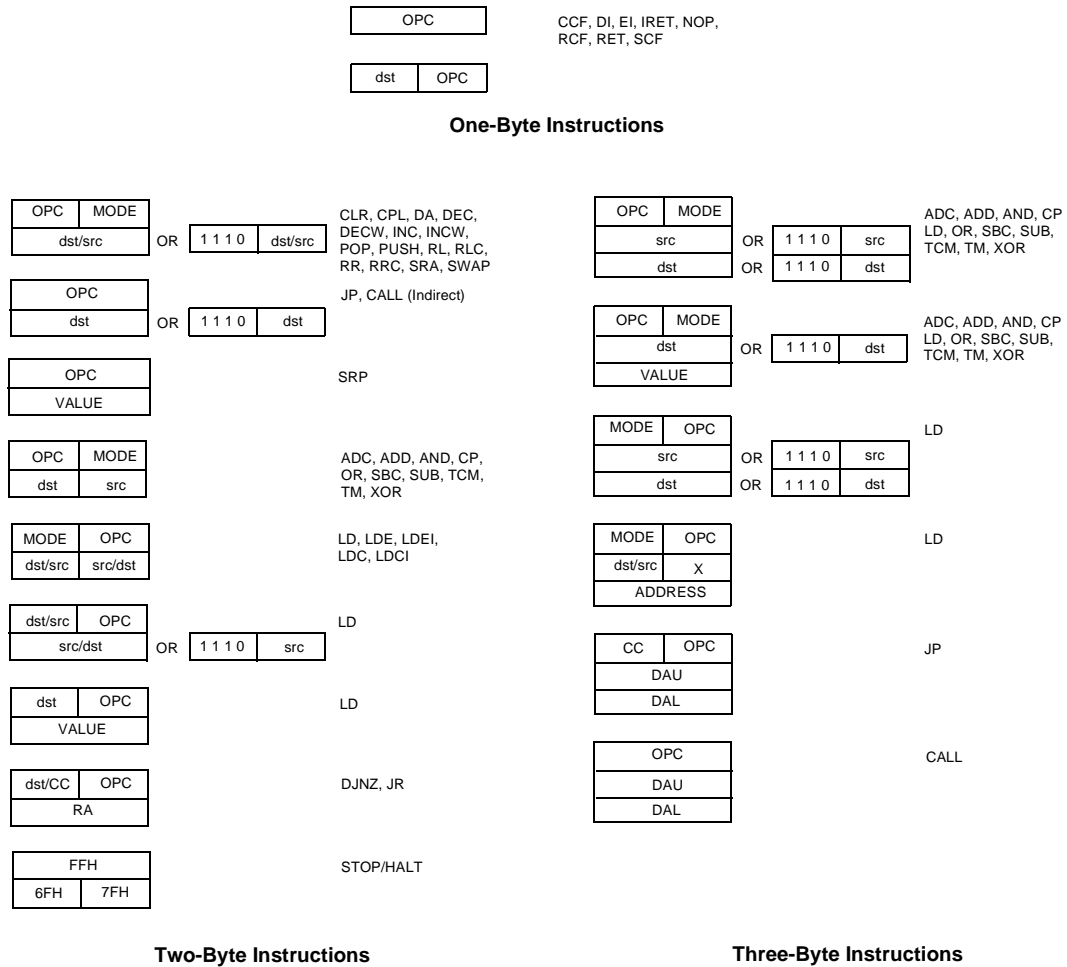 OPC
CCF, DI, EI, IRET, NOP,
RCF, RET, SCF
dst OPC
One-Byte Instructions
OPC MODE
dst/src OR 1 1 1 0 dst/src
CLR, CPL, DA, DEC,
DECW, INC, INCW,
POP, PUSH, RL, RLC,
RR, RRC, SRA, SWAP
OPC
dst OR 1 1 1 0 dst
JP, CALL (Indirect)
OPC
VALUE
SRP
OPC MODE
dst src
ADC, ADD, AND, CP,
OR, SBC, SUB, TCM,
TM, XOR
MODE OPC
dst/src src/dst
LD, LDE, LDEI,
LDC, LDCI
dst/src OPC
src/dst OR 1 1 1 0 src
LD
dst OPC
VALUE
LD
dst/CC OPC
RA
DJNZ, JR
FFH
6FH 7FH
STOP/HALT
Two-Byte Instructions
OPC MODE
src OR 1 1 1 0 src
dst OR 1 1 1 0 dst
ADC, ADD, AND, CP
LD, OR, SBC, SUB,
TCM, TM, XOR
OPC MODE
dst OR 1 1 1 0 dst
VALUE
ADC, ADD, AND, CP
LD, OR, SBC, SUB,
TCM, TM, XOR
MODE OPC
src OR 1 1 1 0 src
dst OR 1 1 1 0 dst
LD
MODE OPC
dst/src X
ADDRESS
LD
CC OPC
DAU
DAL
JP
OPC
DAU
DAL
CALL
Three-Byte Instructions